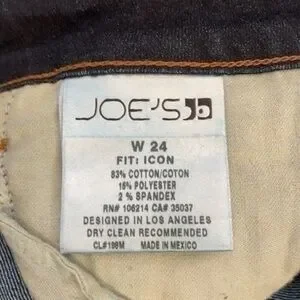 JOE'S
W 24
FIT: ICON
83% COTTON/COTON
15% POLYESTER
2 % SPANDEX
RN# 106214 CA# 35037
DESIGNED IN LOS ANGELES
DRY CLEAN RECOMMENDED
CL#198M MADE IN MEXICO